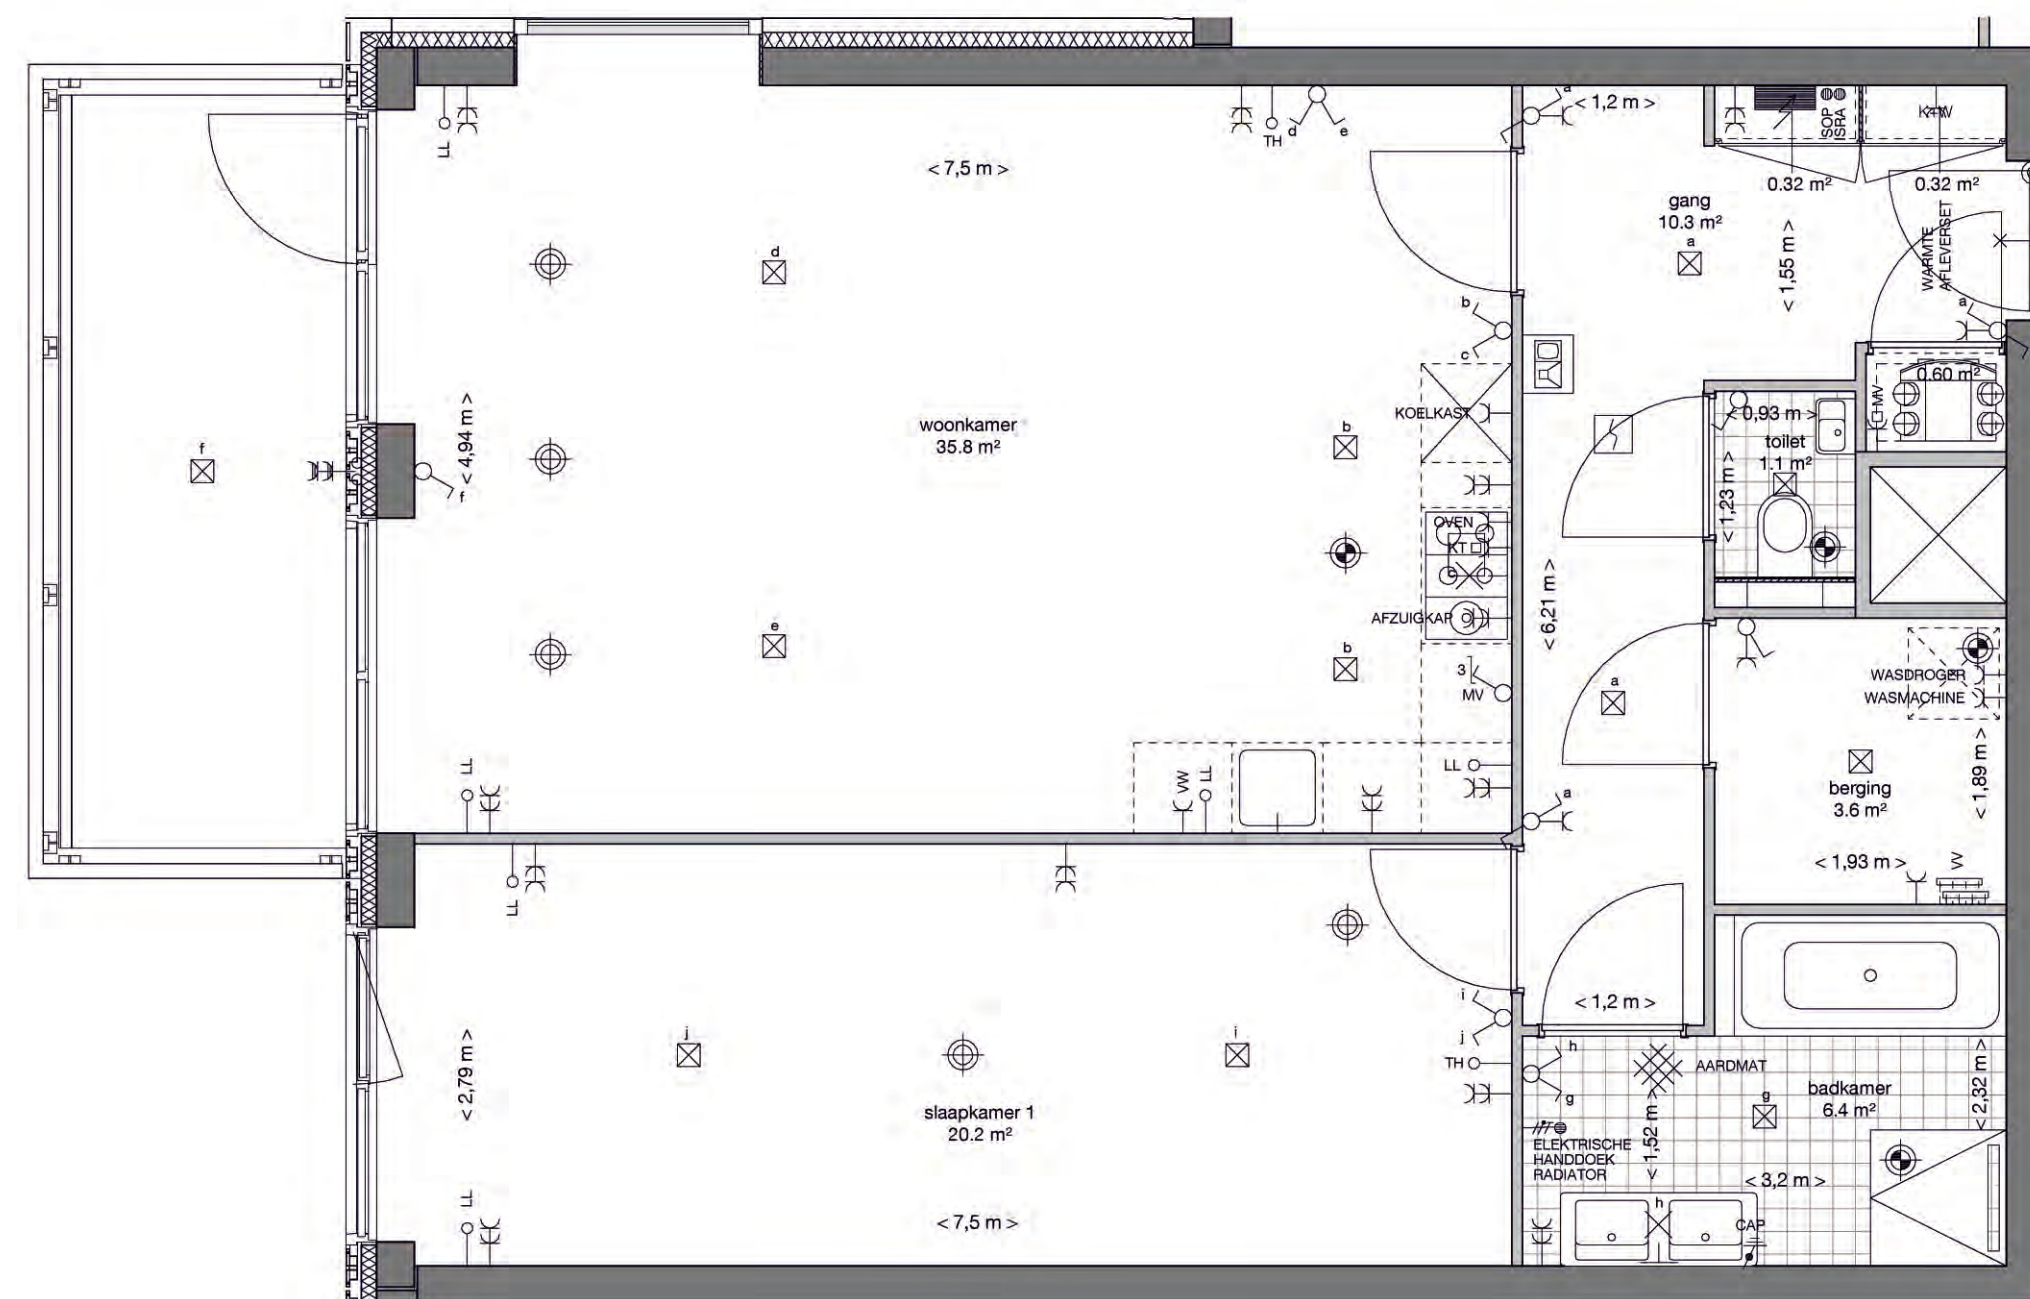 a
< 1,2 m >
SOP
ISRA
LL
TH
d
e
< 7,5 m >
0.32 m²
0.32 m²
gang
10.3 m²
a
WARMTE
AFLEVERSET
< 1,55 m >
d
b
c
a
0.60 m²
MV
< 4,94 m >
KOELKAST
woonkamer
35.8 m²
b
f
f
< 0,93 m >
toilet
1.1 m²
< 1,23 m >
OVEN
KT
c
AFZUIGKAP
< 6,21 m >
e
b
3
MV
a
WASDROGER
WASMACHINE
LL
VW
LL
LL
a
berging
3.6 m²
< 1,89 m >
< 1,93 m >
VV
LL
< 1,2 m >
i
j
TH
j
i
< 2,79 m >
slaapkamer 1
20.2 m²
h
g
AARDMAT
badkamer
6.4 m²
g
< 2,32 m >
< 1,52 m >
ELEKTRISCHE
HANDDOEK
RADIATOR
< 3,2 m >
LL
< 7,5 m >
h
CAP